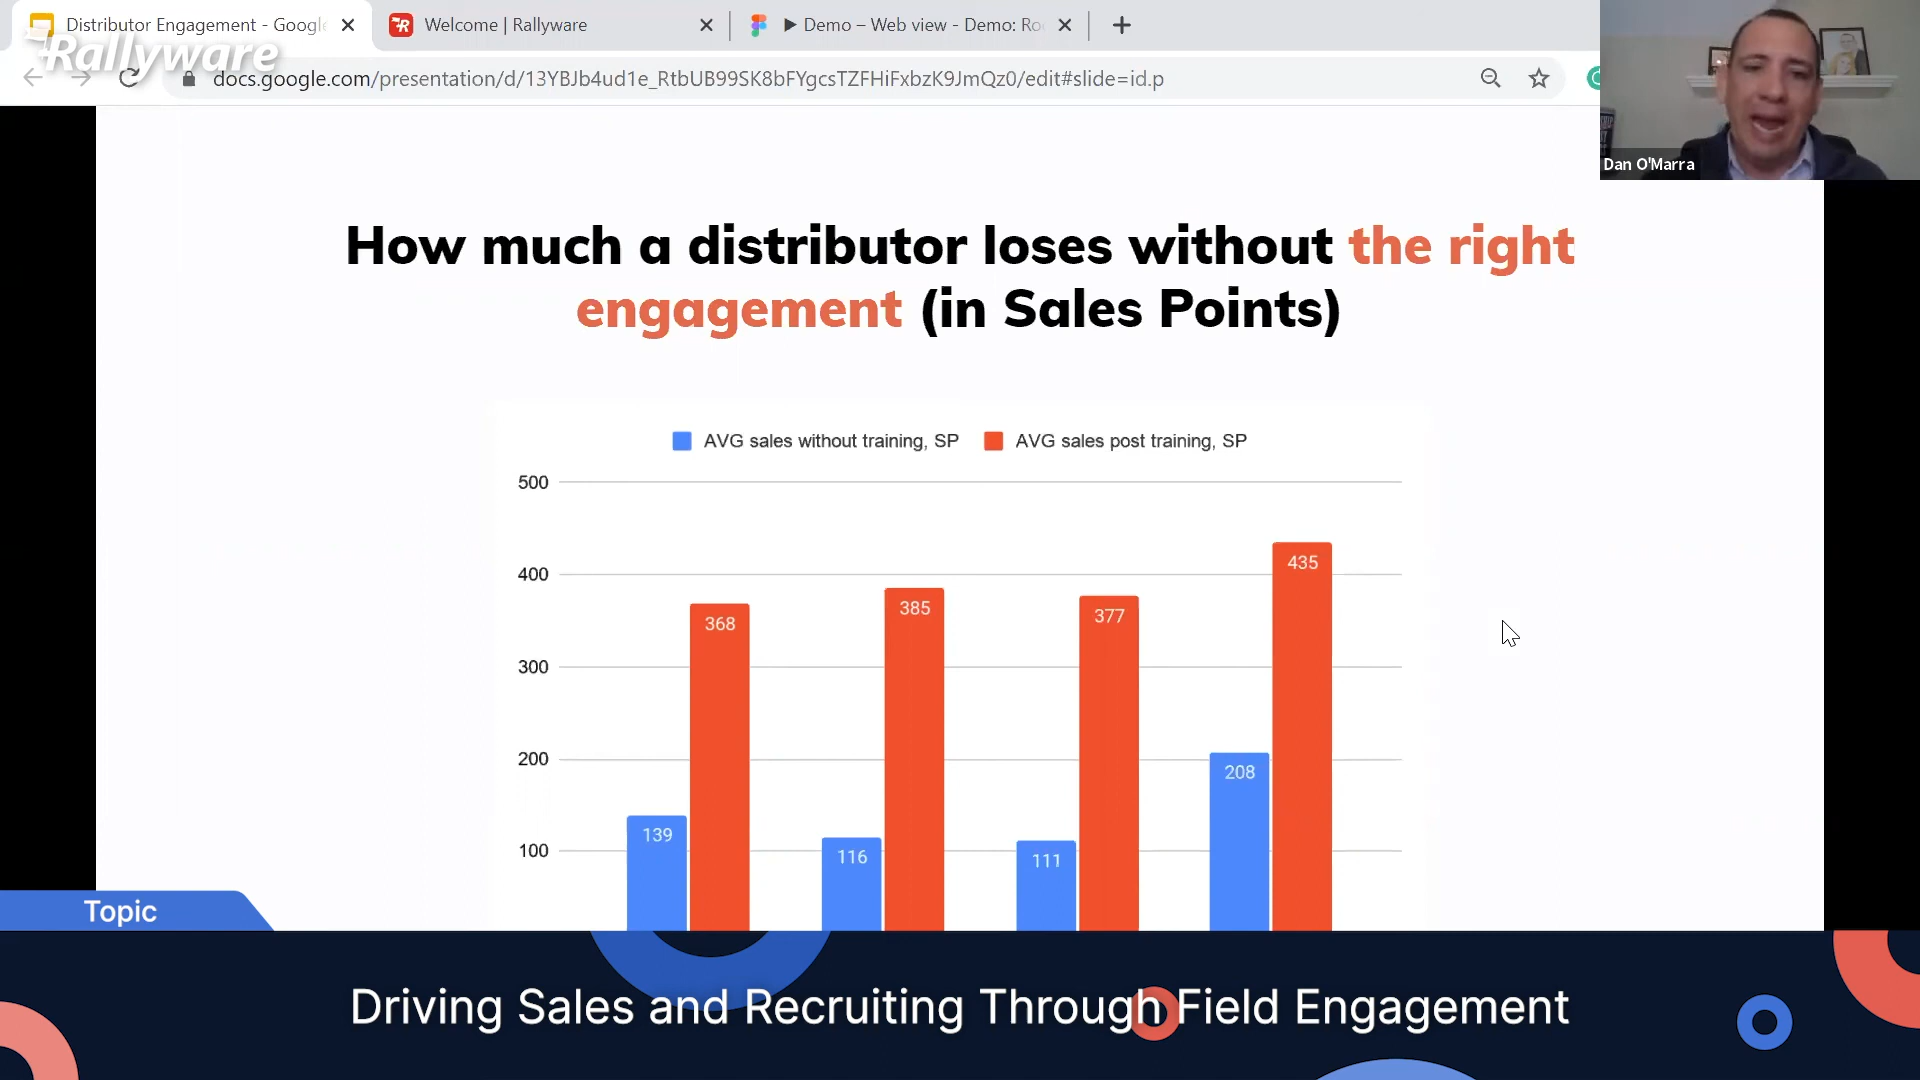 Distributor Engagement - Google
Welcome | Rallyware
Demo – Web view - Demo: Ro
Rallyware
docs.google.com/presentation/d/13YBJb4ud1e_RtbUB99SK8bFYgcsTZFHiFxbzK9JmQz0/edit#slide=id.p
Dan O'Marra
How much a distributor loses without the right
engagement (in Sales Points)
AVG sales without training, SP
AVG sales post training, SP
500
400
300
200
100
139
368
116
385
111
377
208
435
Topic
Driving Sales and Recruiting Through Field Engagement